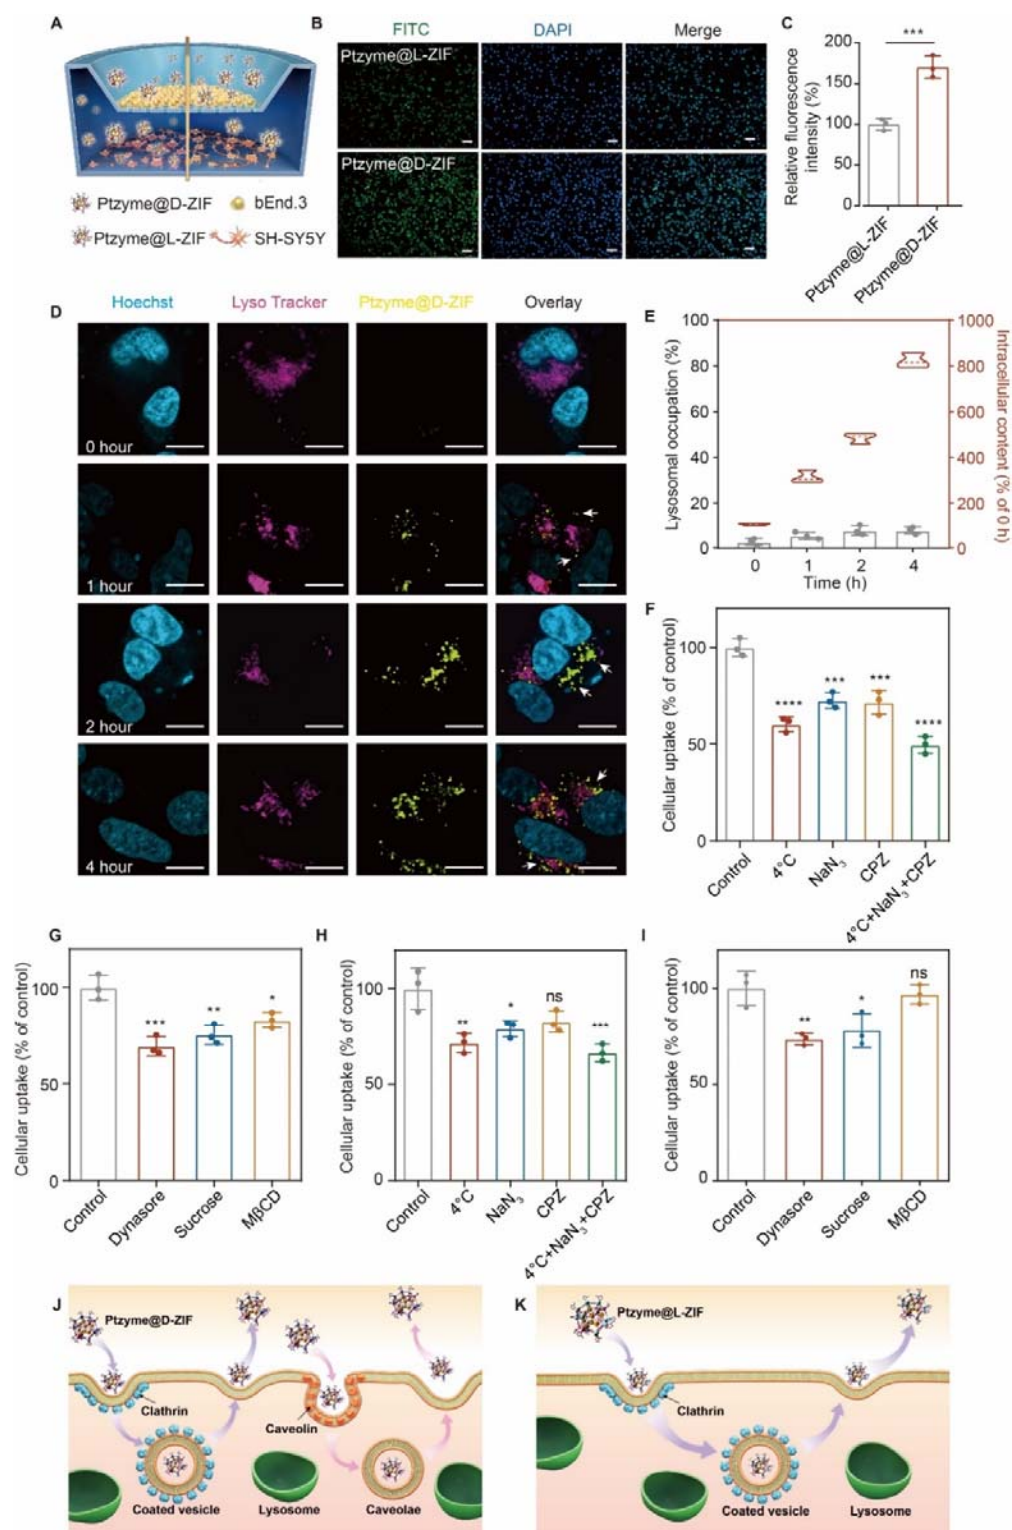 A
Ptzyme@D-ZIF
bEnd.3
Ptzyme@L-ZIF
SH-SY5Y
B
FITC
DAPI
Merge
Ptzyme@L-ZIF
Ptzyme@D-ZIF
C
***
Relative fluorescence
intensity (%)
200
150
100
50
0
Ptzyme@L-ZIF
Ptzyme@D-ZIF
D
Hoechst
Lyso Tracker
Ptzyme@D-ZIF
Overlay
0 hour
1 hour
2 hour
4 hour
E
Lysosomal occupation (%)
100
80
60
40
20
0
0
1
2
4
Time (h)
1000
800
600
400
200
0
Intracellular content (% of 0 h)
F
Cellular uptake (% of control)
100
50
0
****
***
***
****
Control
4°C
NaN3
CPZ
4°C+NaN3+CPZ
G
Cellular uptake (% of control)
100
50
0
***
**
*
Control
Dynasore
Sucrose
MβCD
H
Cellular uptake (% of control)
100
50
0
**
*
ns
***
Control
4°C
NaN3
CPZ
4°C+NaN3+CPZ
I
Cellular uptake (% of control)
100
50
0
**
*
ns
Control
Dynasore
Sucrose
MβCD
J
Ptzyme@D-ZIF
Clathrin
Caveolin
Coated vesicle
Lysosome
Caveolae
K
Ptzyme@L-ZIF
Clathrin
Coated vesicle
Lysosome